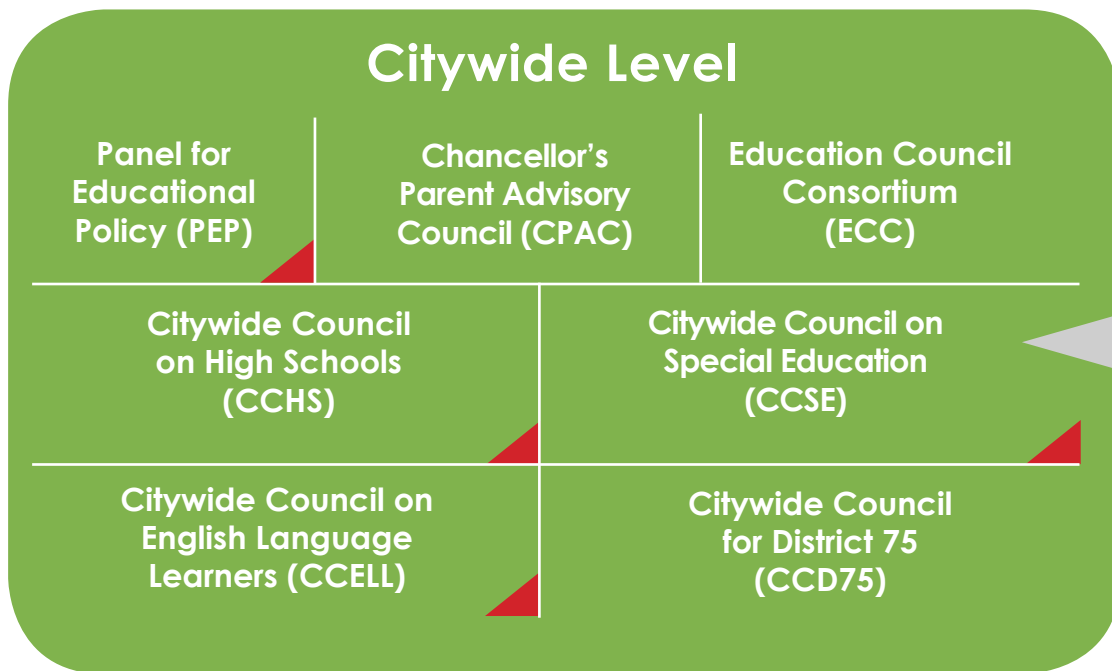 Citywide Level
Panel for
Educational
Policy (PEP)
Chancellor’s
Parent Advisory
Council (CPAC)
Education Council
Consortium
(ECC)
Citywide Council
on High Schools
(CCHS)
Citywide Council on
Special Education
(CCSE)
Citywide Council on
English Language
Learners (CCELL)
Citywide Council
for District 75
(CCD75)